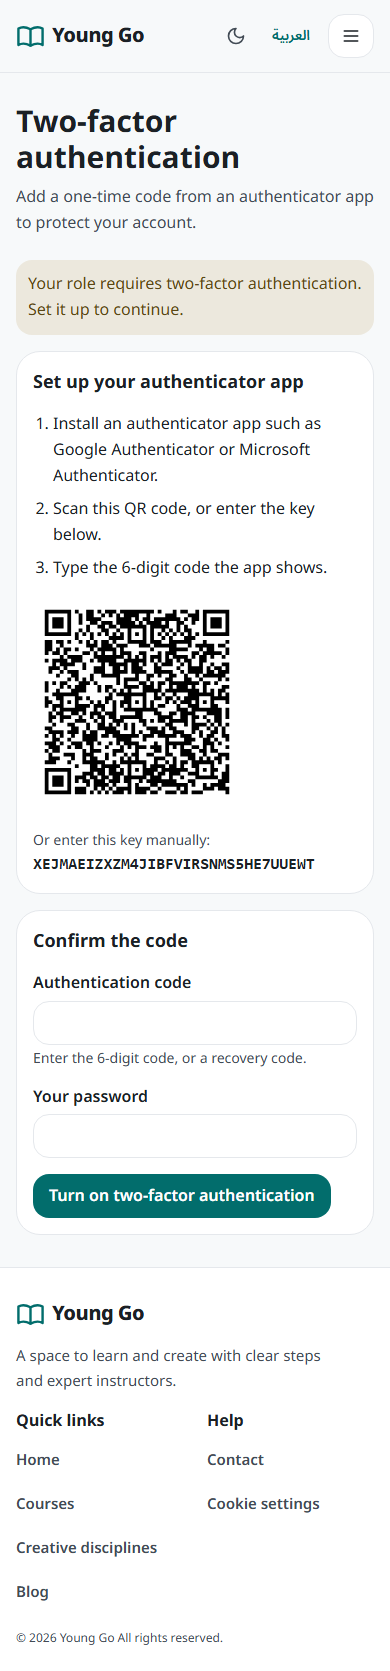 Young Go
العربية
Two-factor
authentication
Add a one-time code from an authenticator app
to protect your account.
Your role requires two-factor authentication.
Set it up to continue.
Set up your authenticator app
1. Install an authenticator app such as
Google Authenticator or Microsoft
Authenticator.
2. Scan this QR code, or enter the key
below.
3. Type the 6-digit code the app shows.
Or enter this key manually:
XEJMAEIZXZM4JIBFVIRSNMS5HE7UUEWT
Confirm the code
Authentication code
Enter the 6-digit code, or a recovery code.
Your password
Turn on two-factor authentication
Young Go
A space to learn and create with clear steps
and expert instructors.
Quick links
Help
Home
Contact
Courses
Cookie settings
Creative disciplines
Blog
© 2026 Young Go All rights reserved.